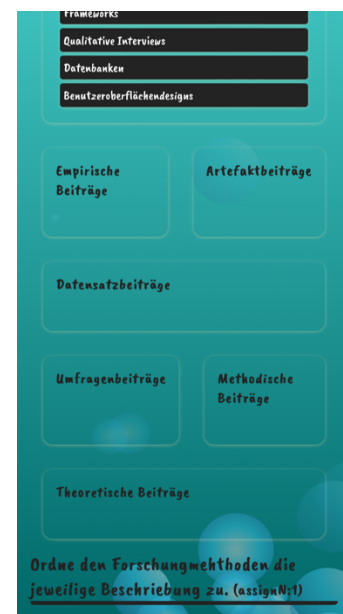 Frameworks
Qualitative Interviews
Datenbanken
Benutzeroberflächendesigns
Empirische
Beiträge
Artefaktbeiträge
Datensatzbeiträge
Umfragenbeiträge
Methodische
Beiträge
Theoretische Beiträge
Ordne den Forschungmehthoden die
jeweilige Beschriebung zu. (assignN:1)